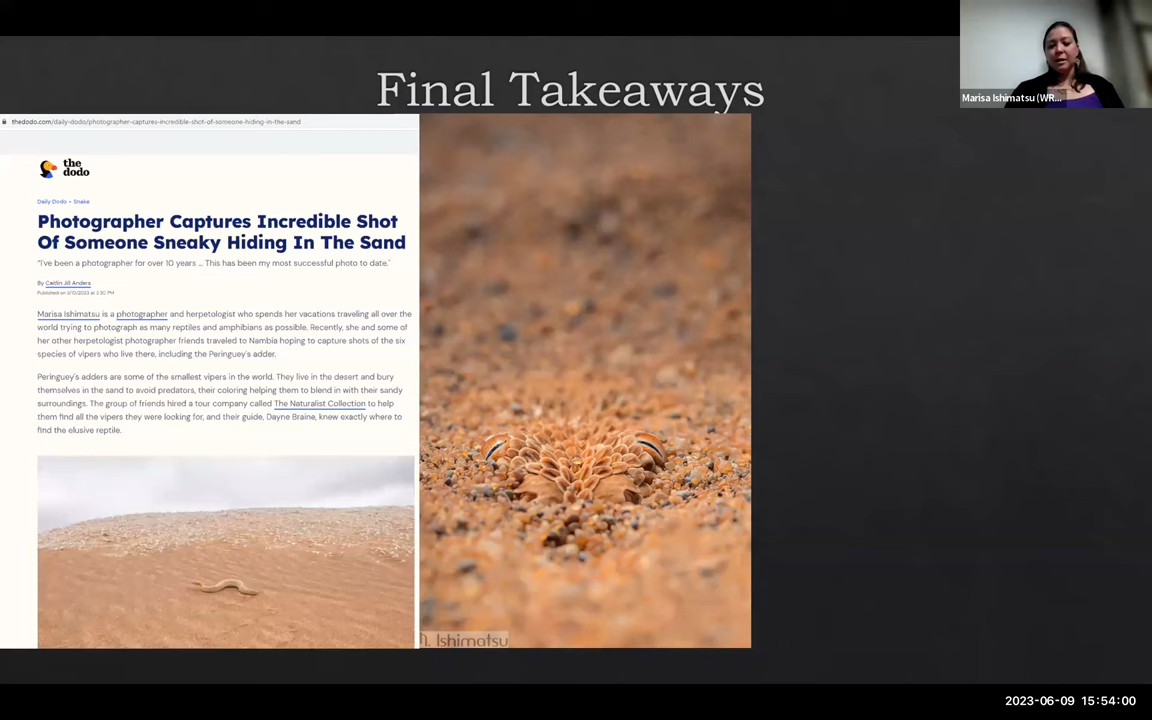 Final Takeaways
Marisa Ishimatsu (WR...
thedodo.com/daily-dodo/photographer-captures-incredible-shot-of-someone-hiding-in-the-sand
the
dodo
Daily Dodo • Snake
Photographer Captures Incredible Shot
Of Someone Sneaky Hiding In The Sand
"I've been a photographer for over 10 years ... This has been my most successful photo to date."
By Caitlin Jill Anders
Published on 2/10/2023 at 2:30 PM
Marisa Ishimatsu is a photographer and herpetologist who spends her vacations traveling all over the
world trying to photograph as many reptiles and amphibians as possible. Recently, she and some of
her other herpetologist photographer friends traveled to Nambia hoping to capture shots of the six
species of vipers who live there, including the Peringuey's adder.
Peringuey's adders are some of the smallest vipers in the world. They live in the desert and bury
themselves in the sand to avoid predators, their coloring helping them to blend in with their sandy
surroundings. The group of friends hired a tour company called The Naturalist Collection to help
them find all the vipers they were looking for, and their guide, Dayne Braine, knew exactly where to
find the elusive reptile.
M. Ishimatsu
2023-06-09 15:54:00